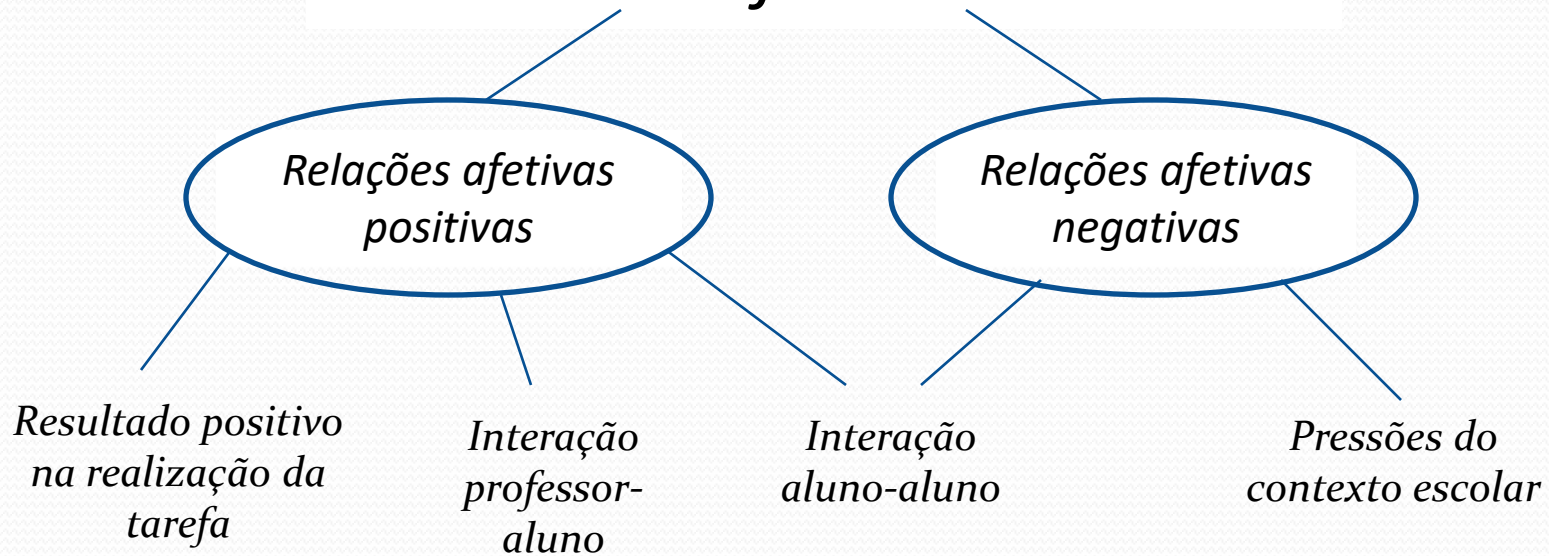 Relações afetivas
positivas
Relações afetivas
negativas
Resultado positivo
na realização da
tarefa
Interação
professor-
aluno
Interação
aluno-aluno
Pressões do
contexto escolar